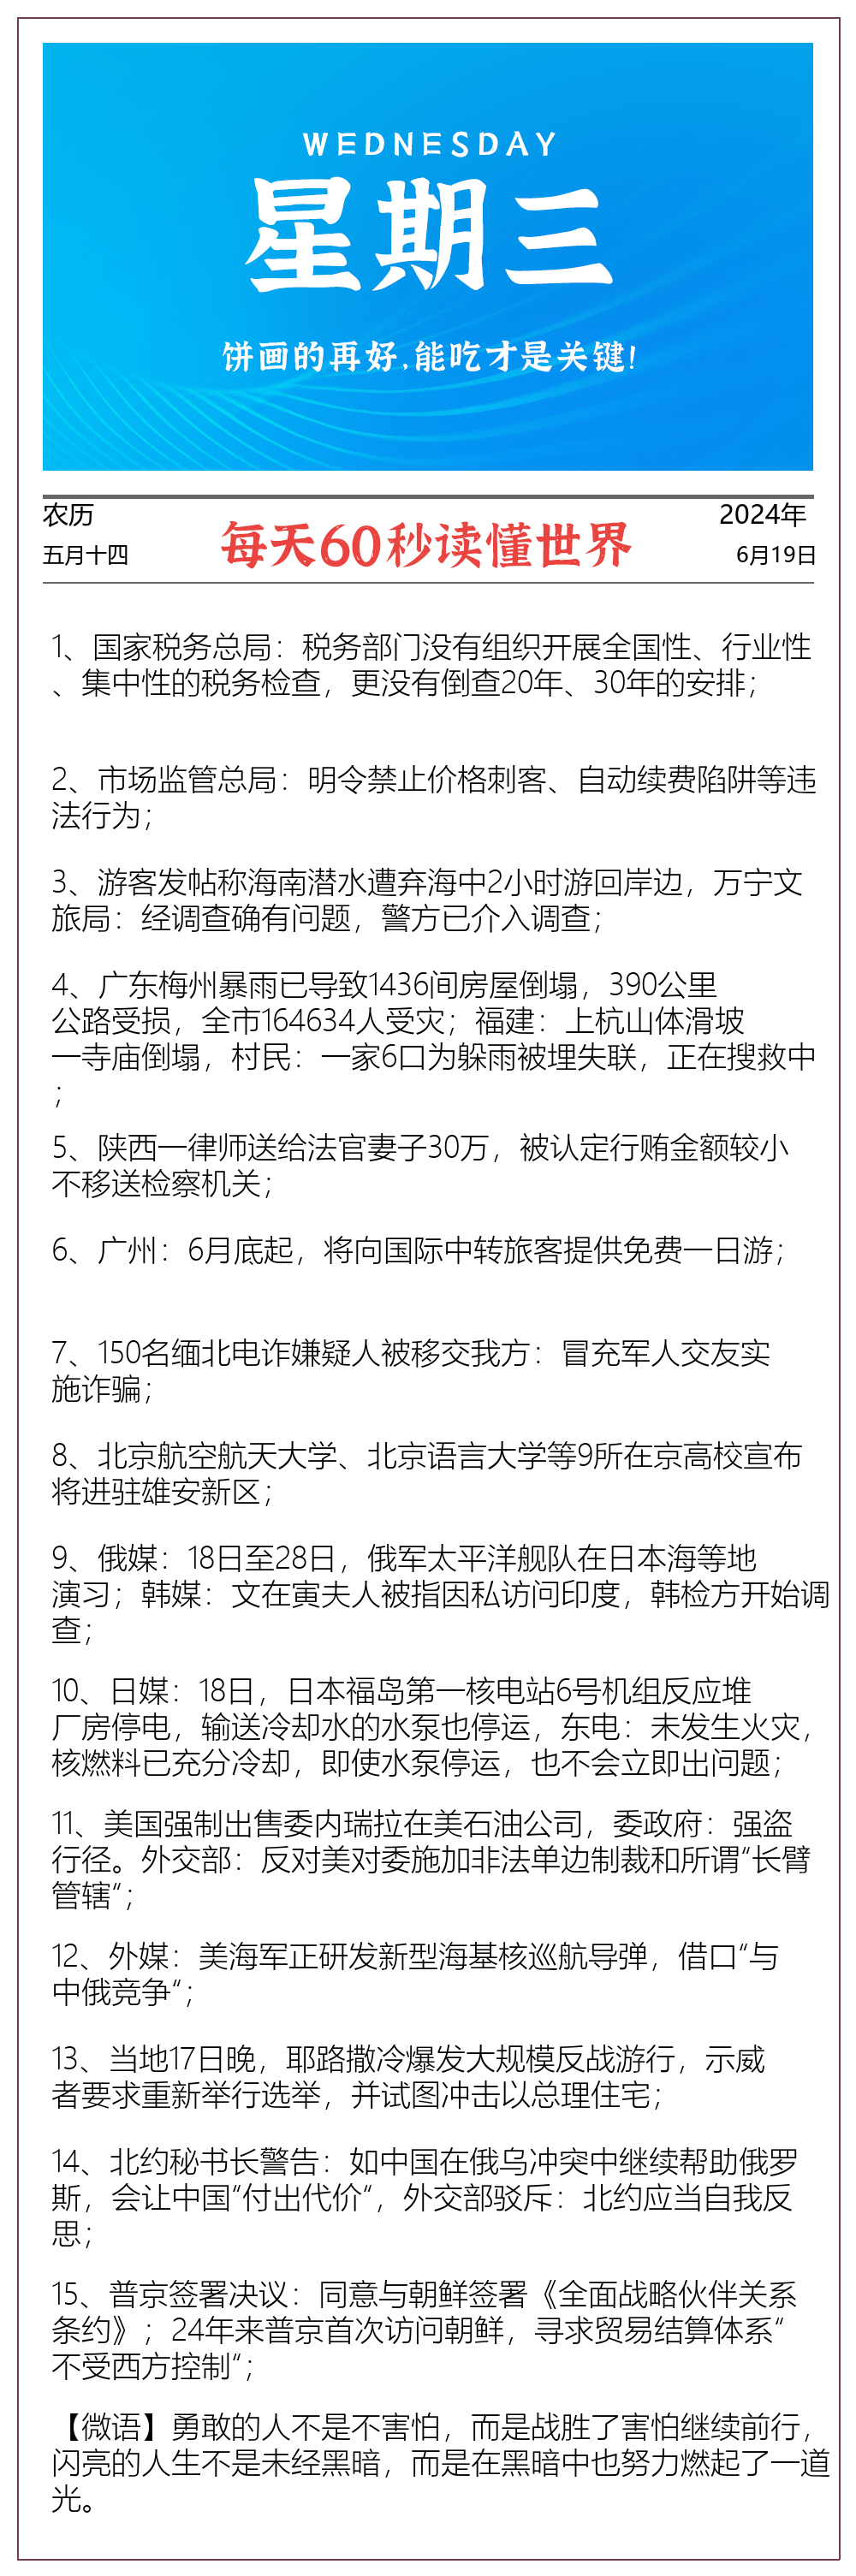 WEDNESDAY
星期三
饼画的再好,能吃才是关键!
农历
五月十四
每天60秒读懂世界
2024年
6月19日
1、国家税务总局：税务部门没有组织开展全国性、行业性
、集中性的税务检查，更没有倒查20年、30年的安排；
2、市场监管总局：明令禁止价格刺客、自动续费陷阱等违
法行为；
3、游客发帖称海南潜水遭弃海中2小时游回岸边，万宁文
旅局：经调查确有问题，警方已介入调查；
4、广东梅州暴雨已导致1436间房屋倒塌，390公里
公路受损，全市164634人受灾；福建：上杭山体滑坡
一寺庙倒塌，村民：一家6口为躲雨被埋失联，正在搜救中
；
5、陕西一律师送给法官妻子30万，被认定行贿金额较小
不移送检察机关；
6、广州：6月底起，将向国际中转旅客提供免费一日游；
7、150名缅北电诈嫌疑人被移交我方：冒充军人交友实
施诈骗；
8、北京航空航天大学、北京语言大学等9所在京高校宣布
将进驻雄安新区；
9、俄媒：18日至28日，俄军太平洋舰队在日本海等地
演习；韩媒：文在寅夫人被指因私访问印度，韩检方开始调
查；
10、日媒：18日，日本福岛第一核电站6号机组反应堆
厂房停电，输送冷却水的水泵也停运，东电：未发生火灾，
核燃料已充分冷却，即使水泵停运，也不会立即出问题；
11、美国强制出售委内瑞拉在美石油公司，委政府：强盗
行径。外交部：反对美对委施加非法单边制裁和所谓“长臂
管辖“；
12、外媒：美海军正研发新型海基核巡航导弹，借口“与
中俄竞争“；
13、当地17日晚，耶路撒冷爆发大规模反战游行，示威
者要求重新举行选举，并试图冲击以总理住宅；
14、北约秘书长警告：如中国在俄乌冲突中继续帮助俄罗
斯，会让中国“付出代价“，外交部驳斥：北约应当自我反
思；
15、普京签署决议：同意与朝鲜签署《全面战略伙伴关系
条约》；24年来普京首次访问朝鲜，寻求贸易结算体系“
不受西方控制“；
【微语】勇敢的人不是不害怕，而是战胜了害怕继续前行，
闪亮的人生不是未经黑暗，而是在黑暗中也努力燃起了一道
光。